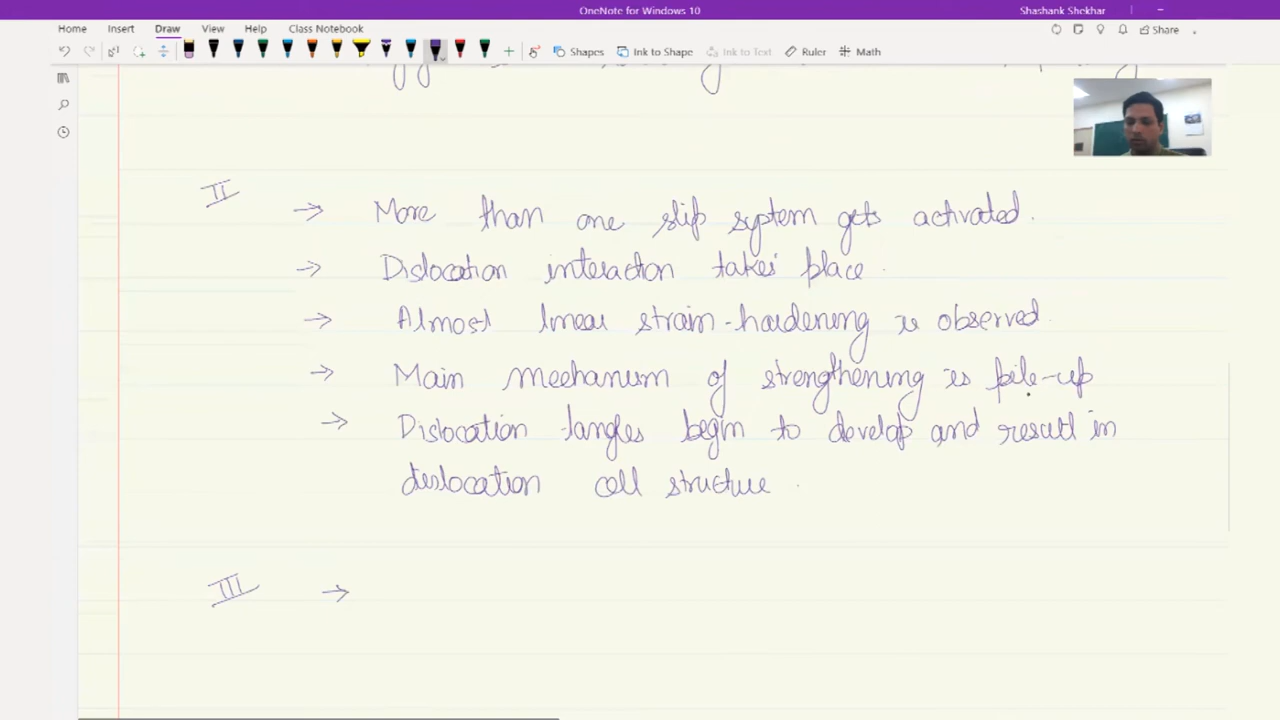 OneNote for Windows 10
Shashank Shekhar
Home Insert Draw View Help Class Notebook
Share
Shapes Ink to Shape Ink to Text Ruler Math
II → More than one slip system gets activated.
→ Dislocation interaction takes place.
→ Almost linear strain-hardening is observed.
→ Main mechanism of strengthening is pile-up
→ Dislocation tangles begin to develop and result in
dislocation cell structure.
III →